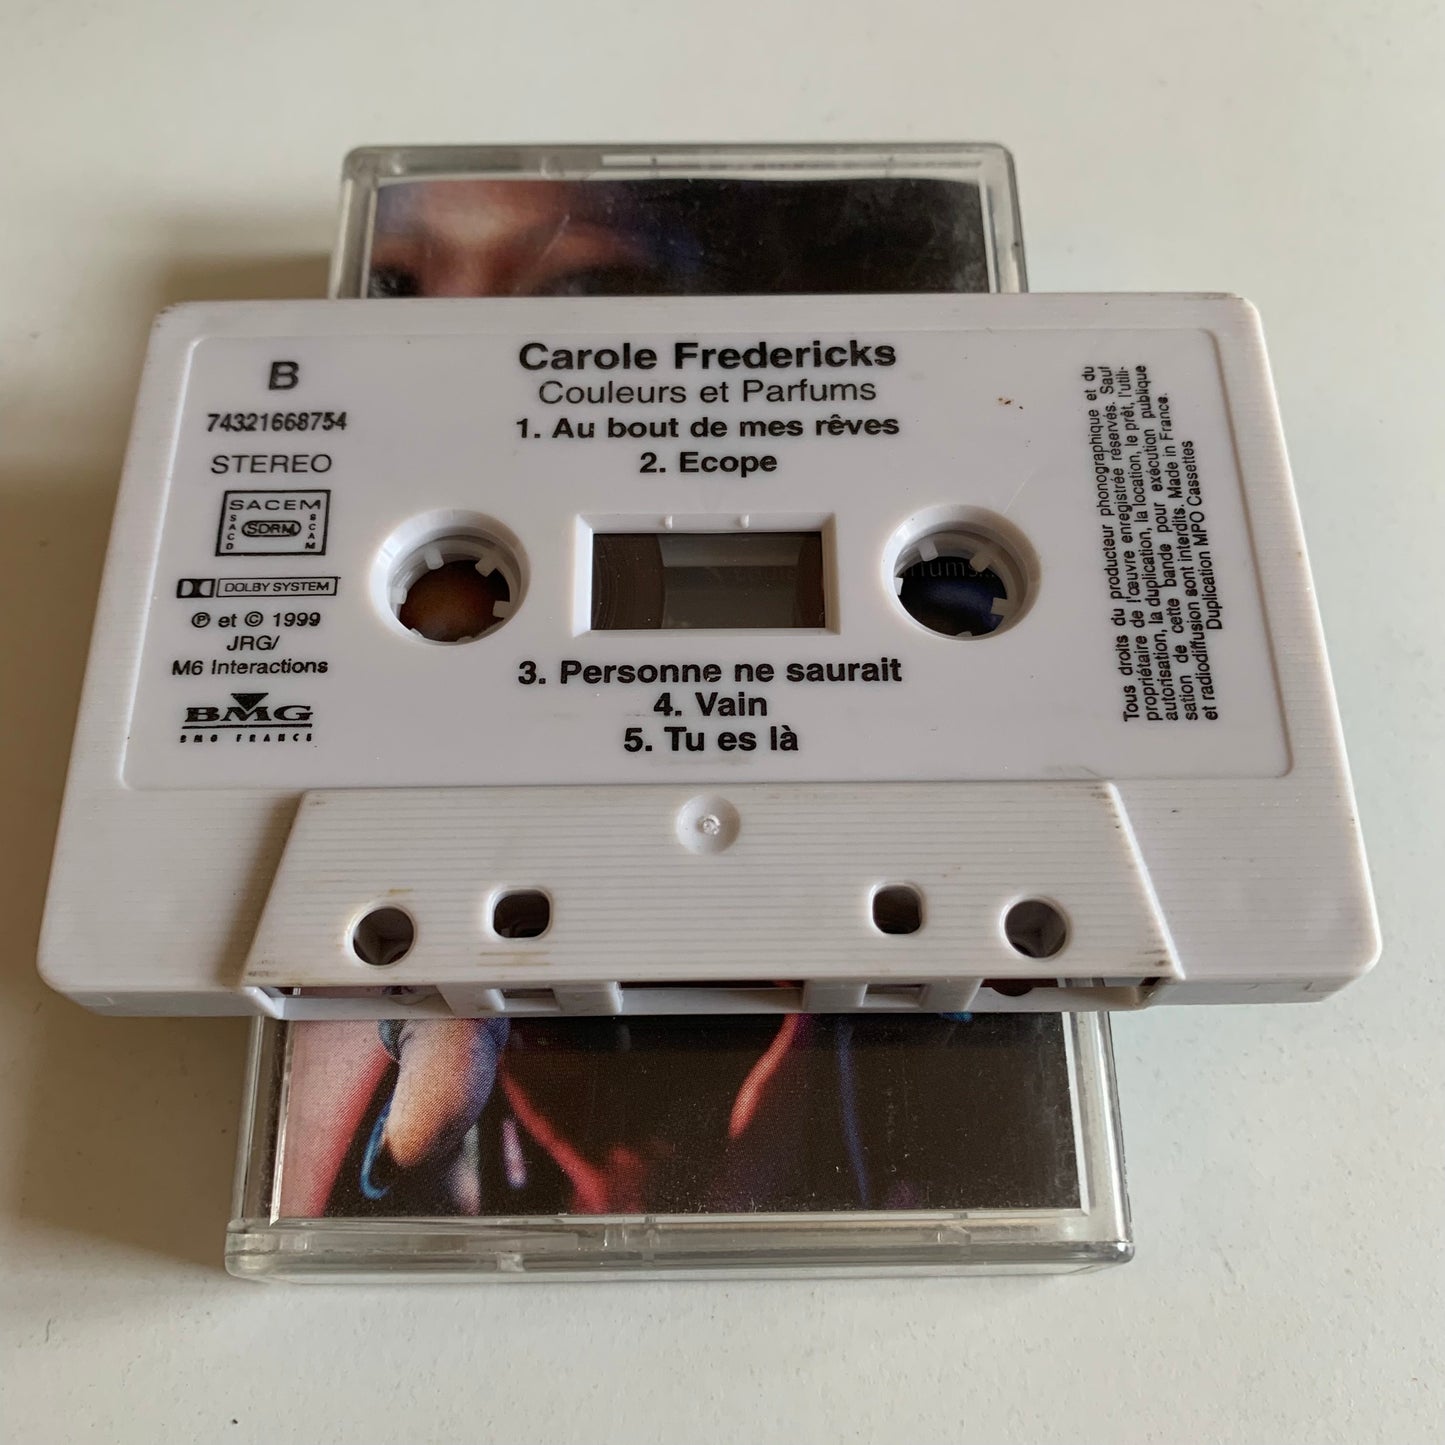 B
74321668754
STEREO
SACEM
SACD
SDRM
SCAM
DOLBY SYSTEM
℗ et © 1999
JRG/
M6 Interactions
BMG
BMG FRANCE
Carole Fredericks
Couleurs et Parfums
1. Au bout de mes rêves
2. Ecope
3. Personne ne saurait
4. Vain
5. Tu es là
Tous droits du producteur phonographique et du
propriétaire de l'œuvre enregistrée réservés. Sauf
autorisation, la duplication, la location, le prêt, l'utili-
sation de cette bande pour exécution publique
et radiodiffusion sont interdits. Made in France.
Duplication MPO Cassettes